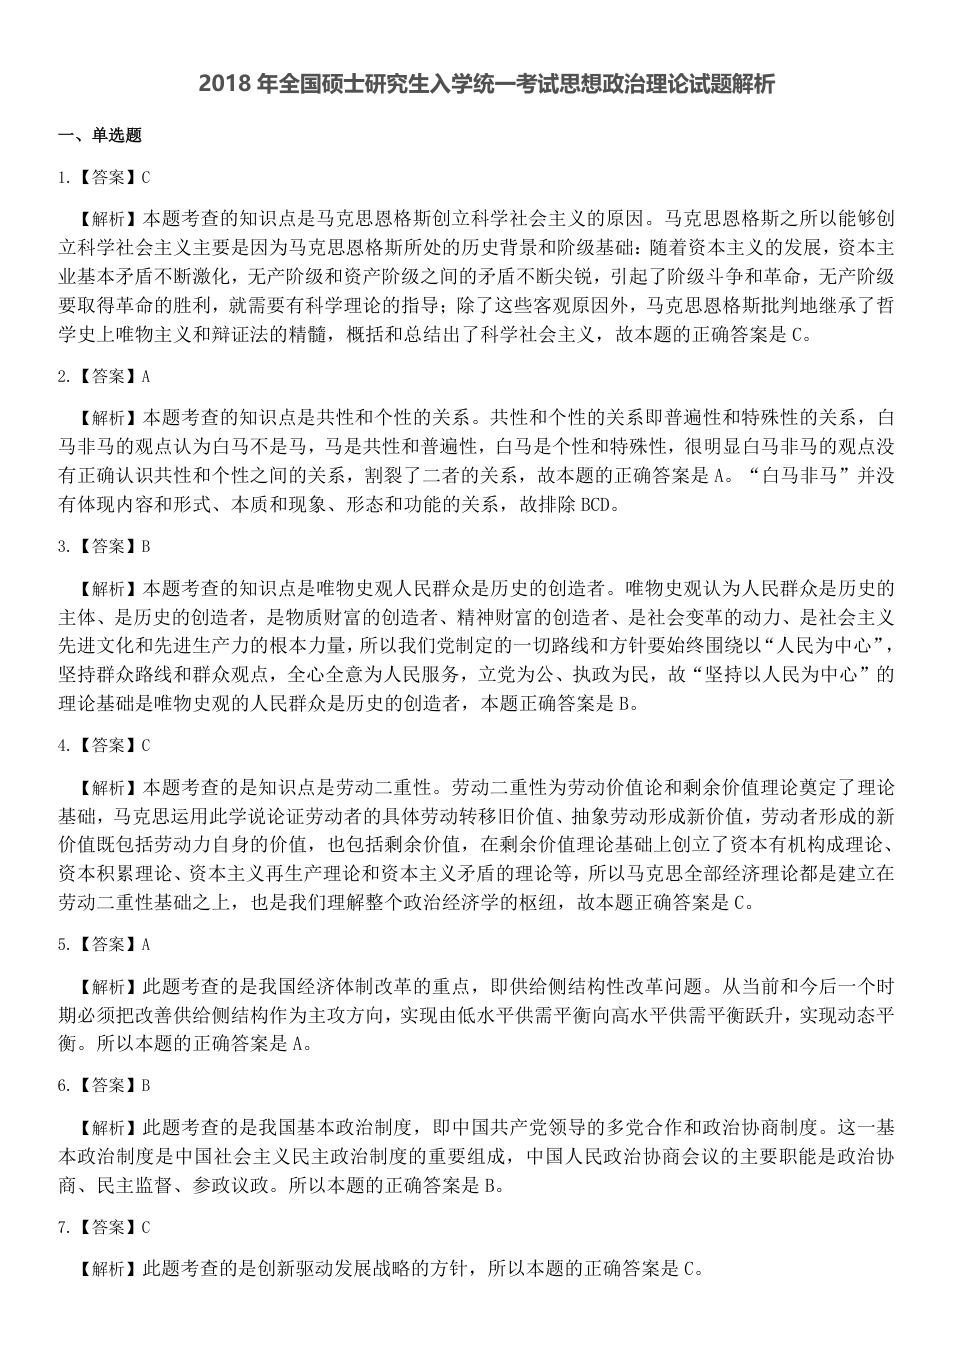 2018 年全国硕士研究生入学统一考试思想政治理论试题解析
一、单选题
1.【答案】C
【解析】本题考查的知识点是马克思恩格斯创立科学社会主义的原因。马克思恩格斯之所以能够创
立科学社会主义主要是因为马克思恩格斯所处的历史背景和阶级基础：随着资本主义的发展，资本主
业基本矛盾不断激化，无产阶级和资产阶级之间的矛盾不断尖锐，引起了阶级斗争和革命，无产阶级
要取得革命的胜利，就需要有科学理论的指导；除了这些客观原因外，马克思恩格斯批判地继承了哲
学史上唯物主义和辩证法的精髓，概括和总结出了科学社会主义，故本题的正确答案是 C。
2.【答案】A
【解析】本题考查的知识点是共性和个性的关系。共性和个性的关系即普遍性和特殊性的关系，白
马非马的观点认为白马不是马，马是共性和普遍性，白马是个性和特殊性，很明显白马非马的观点没
有正确认识共性和个性之间的关系，割裂了二者的关系，故本题的正确答案是 A。“白马非马”并没
有体现内容和形式、本质和现象、形态和功能的关系，故排除 BCD。
3.【答案】B
【解析】本题考查的知识点是唯物史观人民群众是历史的创造者。唯物史观认为人民群众是历史的
主体、是历史的创造者，是物质财富的创造者、精神财富的创造者、是社会变革的动力、是社会主义
先进文化和先进生产力的根本力量，所以我们党制定的一切路线和方针要始终围绕以“人民为中心”，
坚持群众路线和群众观点，全心全意为人民服务，立党为公、执政为民，故“坚持以人民为中心”的
理论基础是唯物史观的人民群众是历史的创造者，本题正确答案是 B。
4.【答案】C
【解析】本题考查的是知识点是劳动二重性。劳动二重性为劳动价值论和剩余价值理论奠定了理论
基础，马克思运用此学说论证劳动者的具体劳动转移旧价值、抽象劳动形成新价值，劳动者形成的新
价值既包括劳动力自身的价值，也包括剩余价值，在剩余价值理论基础上创立了资本有机构成理论、
资本积累理论、资本主义再生产理论和资本主义矛盾的理论等，所以马克思全部经济理论都是建立在
劳动二重性基础之上，也是我们理解整个政治经济学的枢纽，故本题正确答案是 C。
5.【答案】A
【解析】此题考查的是我国经济体制改革的重点，即供给侧结构性改革问题。从当前和今后一个时
期必须把改善供给侧结构作为主攻方向，实现由低水平供需平衡向高水平供需平衡跃升，实现动态平
衡。所以本题的正确答案是 A。
6.【答案】B
【解析】此题考查的是我国基本政治制度，即中国共产党领导的多党合作和政治协商制度。这一基
本政治制度是中国社会主义民主政治制度的重要组成，中国人民政治协商会议的主要职能是政治协
商、民主监督、参政议政。所以本题的正确答案是 B。
7.【答案】C
【解析】此题考查的是创新驱动发展战略的方针，所以本题的正确答案是 C。